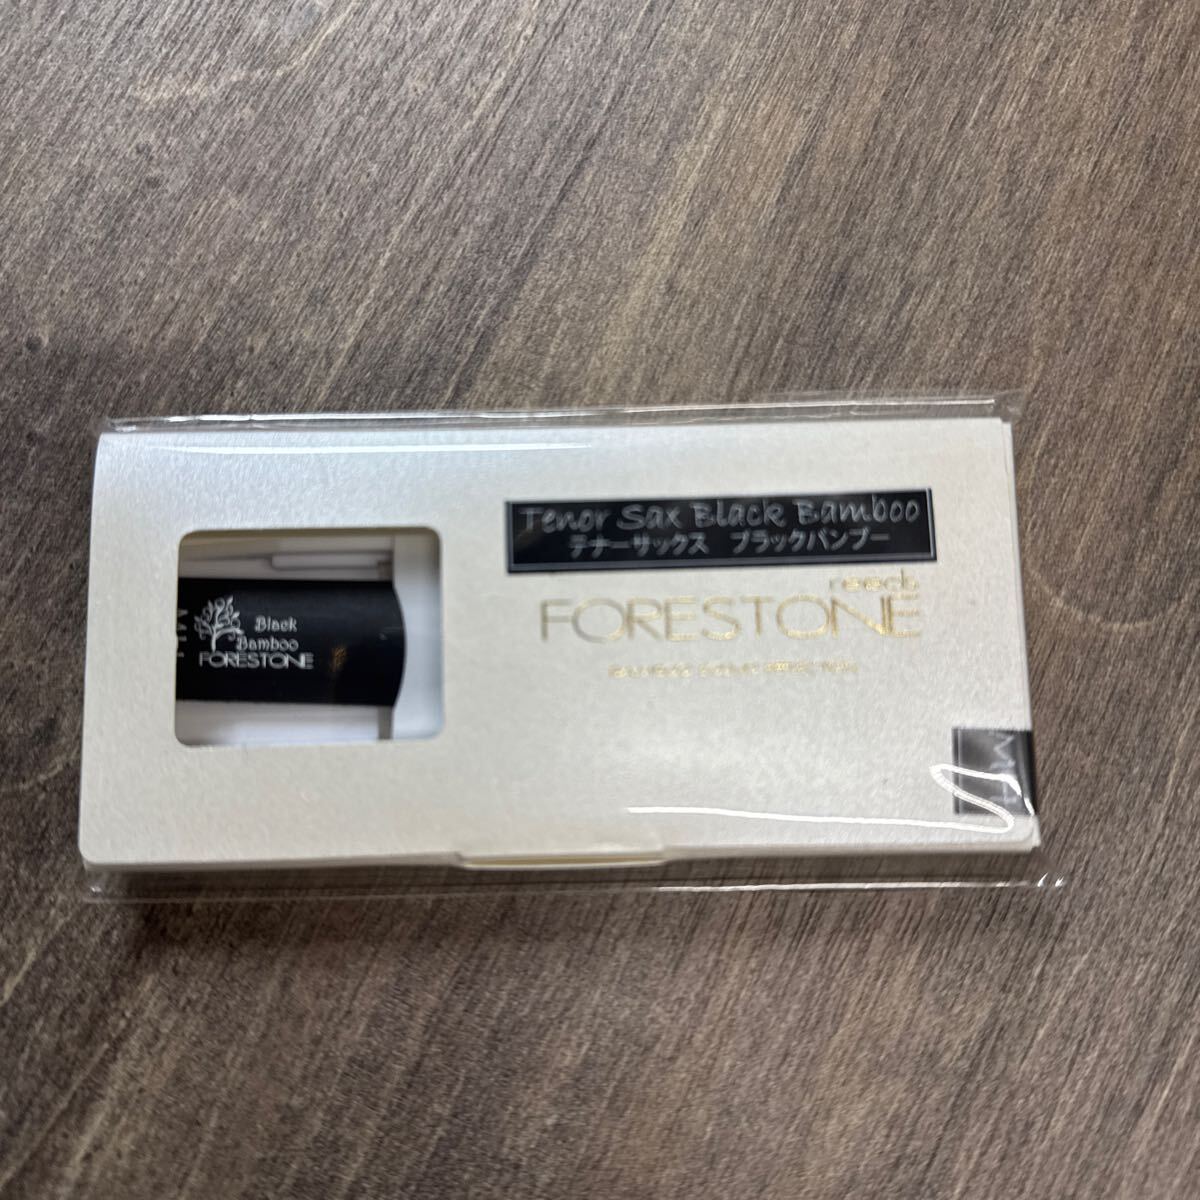 Tenor Sax Black Bamboo
テナーサックス ブラックバンブー
reeds
FORESTONE
Black
Bamboo
FORESTONE